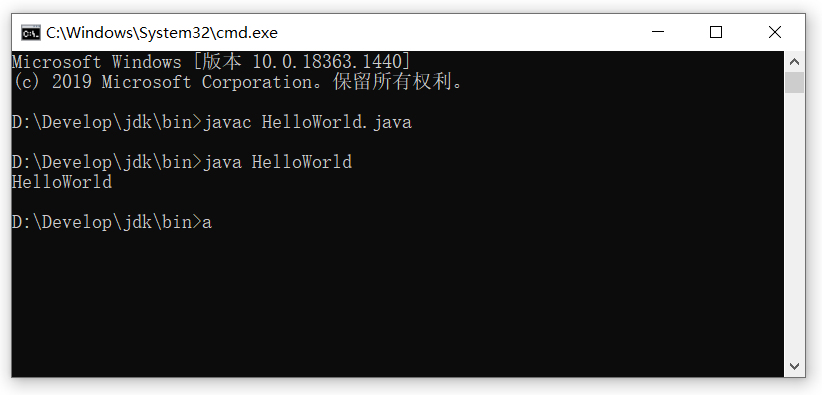 C:\Windows\System32\cmd.exe
Microsoft Windows [版本 10.0.18363.1440]
(c) 2019 Microsoft Corporation。保留所有权利。
D:\Develop\jdk\bin>javac HelloWorld.java
D:\Develop\jdk\bin>java HelloWorld
HelloWorld
D:\Develop\jdk\bin>a